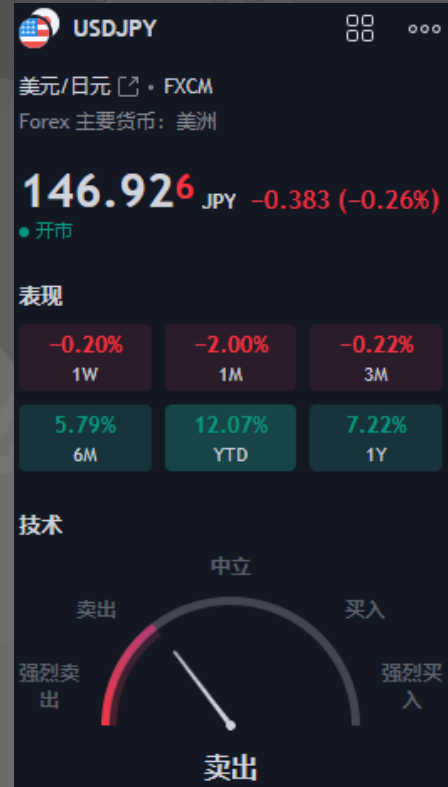 USDJPY
美元/日元 • FXCM
Forex 主要货币：美洲
146.926 JPY −0.383 (−0.26%)
开市
表现
−0.20% −2.00% −0.22%
1W 1M 3M
5.79% 12.07% 7.22%
6M YTD 1Y
技术
中立
卖出 买入
强烈卖出 强烈买入
卖出